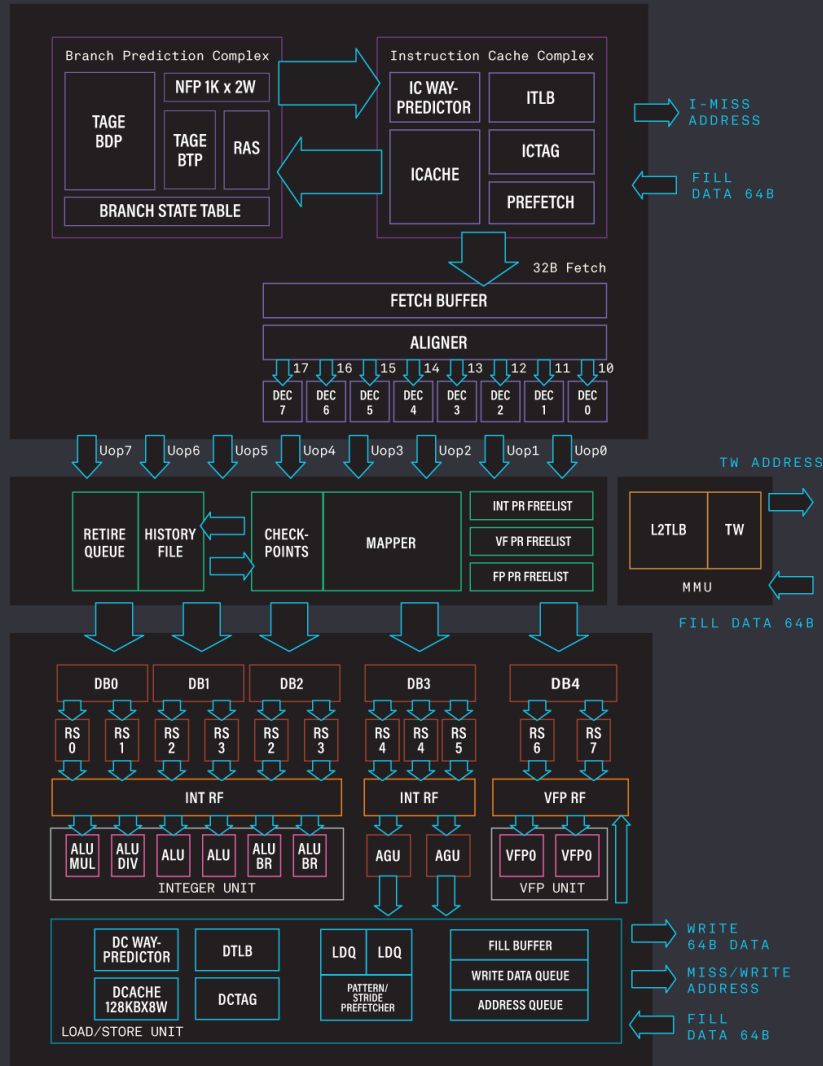 Branch Prediction Complex
Instruction Cache Complex
TAGE
BDP
NFP 1K x 2W
TAGE
BTP
RAS
BRANCH STATE TABLE
IC WAY-
PREDICTOR
ITLB
ICACHE
ICTAG
PREFETCH
I-MISS
ADDRESS
FILL
DATA 64B
32B Fetch
FETCH BUFFER
ALIGNER
17
16
15
14
13
12
11
10
DEC
7
DEC
6
DEC
5
DEC
4
DEC
3
DEC
2
DEC
1
DEC
0
Uop7
Uop6
Uop5
Uop4
Uop3
Uop2
Uop1
Uop0
TW ADDRESS
RETIRE
QUEUE
HISTORY
FILE
CHECK-
POINTS
MAPPER
INT PR FREELIST
VF PR FREELIST
FP PR FREELIST
L2TLB
TW
MMU
FILL DATA 64B
DB0
DB1
DB2
DB3
DB4
RS
0
RS
1
RS
2
RS
3
RS
2
RS
3
RS
4
RS
4
RS
5
RS
6
RS
7
INT RF
INT RF
VFP RF
ALU
MUL
ALU
DIV
ALU
ALU
ALU
BR
ALU
BR
INTEGER UNIT
AGU
AGU
VFP0
VFP0
VFP UNIT
DC WAY-
PREDICTOR
DTLB
DCACHE
128KBX8W
DCTAG
LDQ
LDQ
PATTERN/
STRIDE
PREFETCHER
FILL BUFFER
WRITE DATA QUEUE
ADDRESS QUEUE
LOAD/STORE UNIT
WRITE
64B DATA
MISS/WRITE
ADDRESS
FILL
DATA 64B